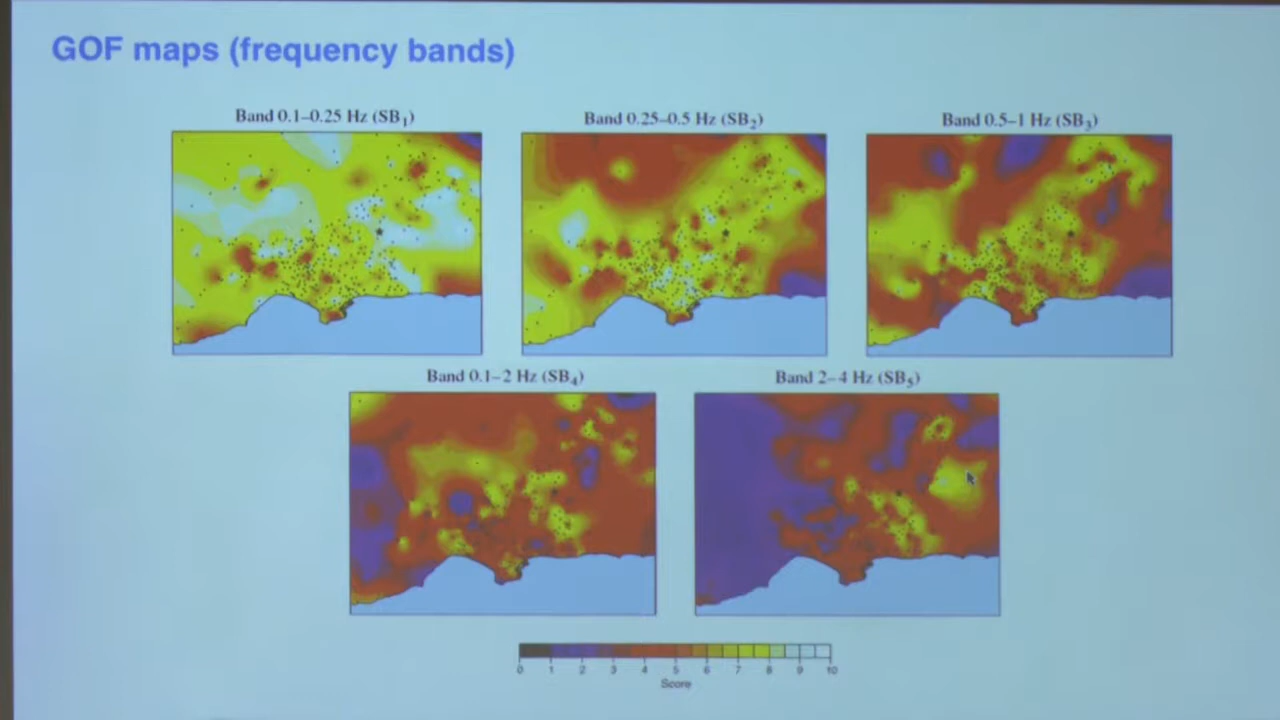 GOF maps (frequency bands)
Band 0.1–0.25 Hz (SB1)
Band 0.25–0.5 Hz (SB2)
Band 0.5–1 Hz (SB3)
Band 0.1–2 Hz (SB4)
Band 2–4 Hz (SB5)
0 1 2 3 4 5 6 7 8 9 10
Score